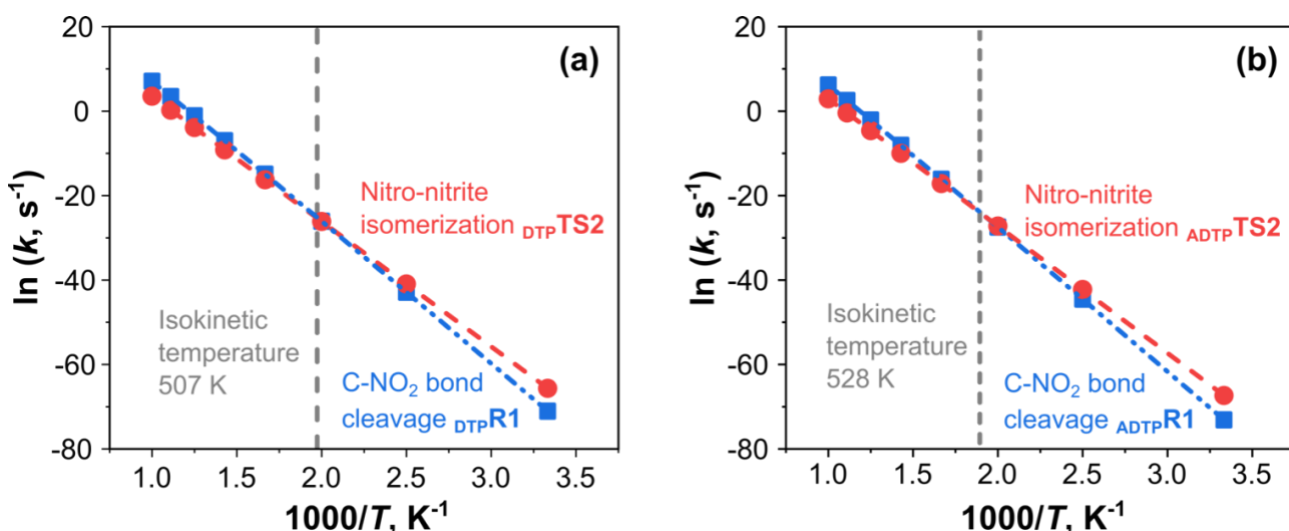 20
0
-20
-40
-60
-80
ln (k, s⁻¹)
(a)
Nitro-nitrite
isomerization DTPTS2
Isokinetic
temperature
507 K
C-NO₂ bond
cleavage DTPR1
1.0 1.5 2.0 2.5 3.0 3.5
1000/T, K⁻¹
20
0
-20
-40
-60
-80
ln (k, s⁻¹)
(b)
Nitro-nitrite
isomerization ADTPTS2
Isokinetic
temperature
528 K
C-NO₂ bond
cleavage ADTPR1
1.0 1.5 2.0 2.5 3.0 3.5
1000/T, K⁻¹